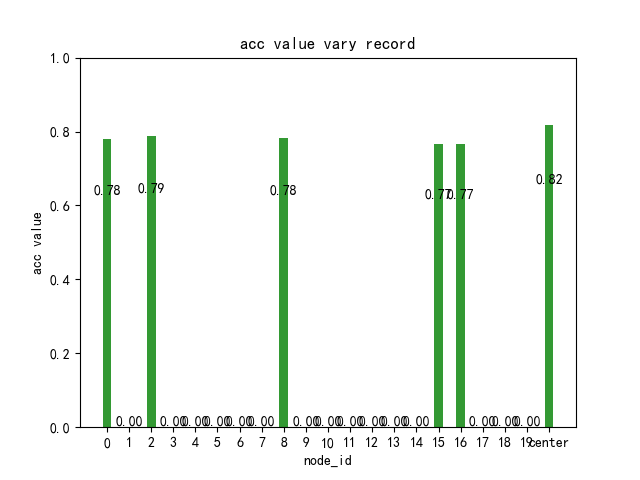 acc value vary record
1.0
0.8
0.6
0.4
0.2
0.0
acc value
0.78 0.00 0.79 0.00 0.00 0.00 0.00 0.00 0.78 0.00 0.00 0.00 0.00 0.00 0.00 0.77 0.77 0.00 0.00 0.00 0.82
0 1 2 3 4 5 6 7 8 9 10 11 12 13 14 15 16 17 18 19 center
node_id